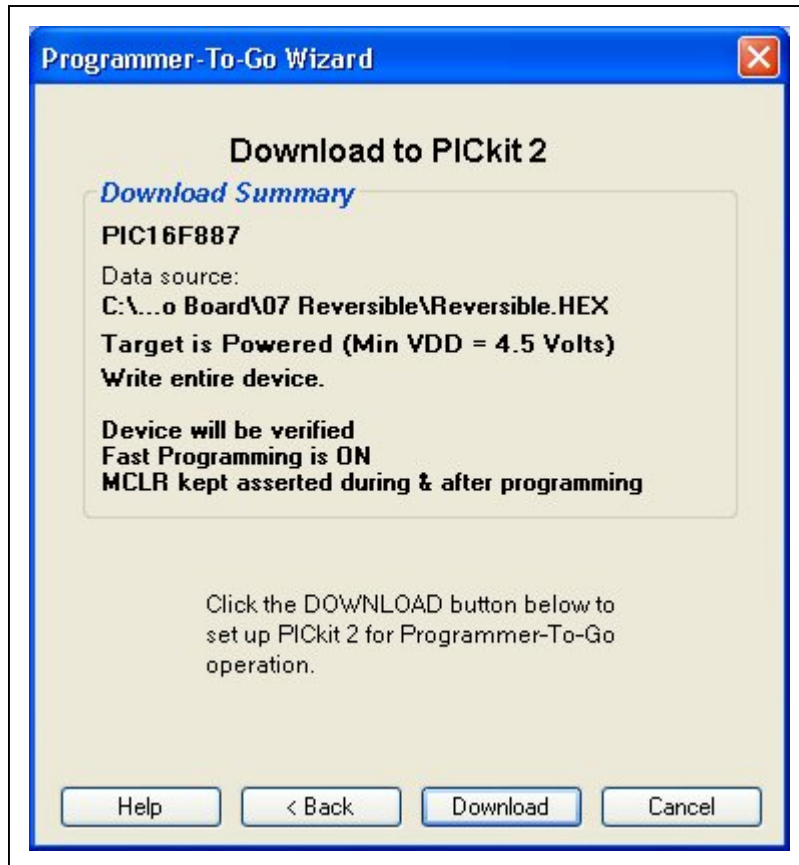 Programmer-To-Go Wizard
Download to PICkit 2
Download Summary
PIC16F887
Data source:
C:\...o Board\07 Reversible\Reversible.HEX
Target is Powered (Min VDD = 4.5 Volts)
Write entire device.
Device will be verified
Fast Programming is ON
MCLR kept asserted during & after programming
Click the DOWNLOAD button below to
set up PICkit 2 for Programmer-To-Go
operation.
Help
< Back
Download
Cancel